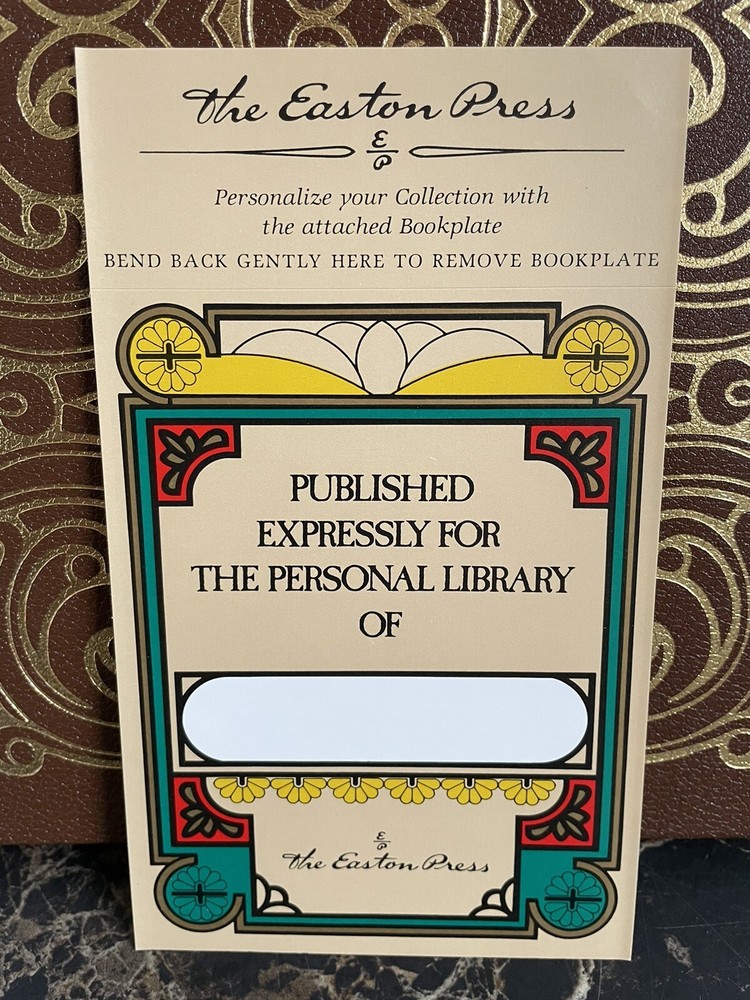 The Easton Press
E
P
Personalize your Collection with
the attached Bookplate
BEND BACK GENTLY HERE TO REMOVE BOOKPLATE
PUBLISHED
EXPRESSLY FOR
THE PERSONAL LIBRARY
OF
E
P
The Easton Press